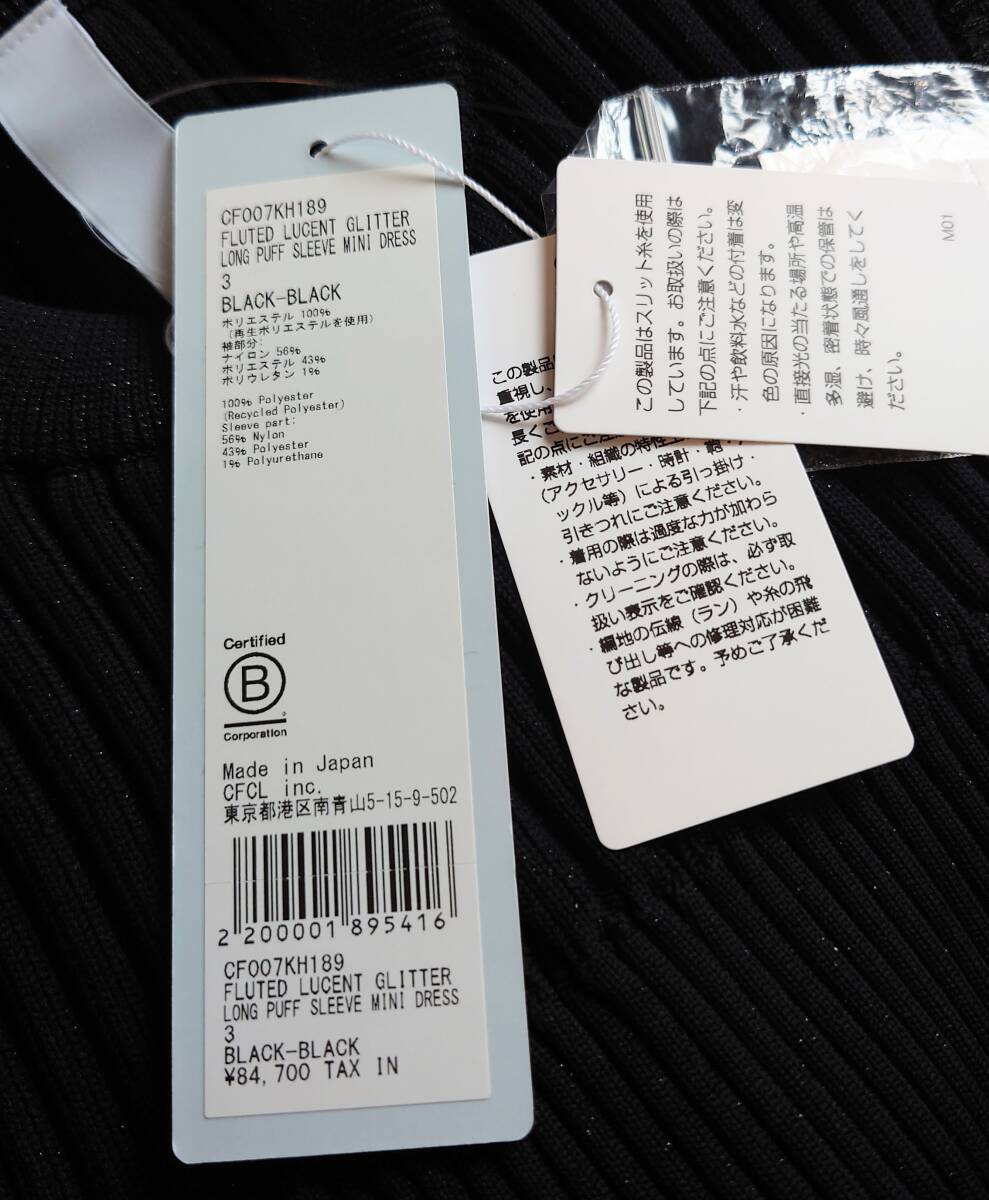 CF007KH189
FLUTED LUCENT GLITTER
LONG PUFF SLEEVE MINI DRESS
3
BLACK-BLACK
ポリエステル 100%
(再生ポリエステルを使用)
袖部分:
ナイロン 56%
ポリエステル 43%
ポリウレタン 1%
100% Polyester
(Recycled Polyester)
Sleeve part:
56% Nylon
43% Polyester
1% Polyurethane
Certified
B
Corporation
Made in Japan
CFCL inc.
東京都港区南青山5-15-9-502
2 200001 895416
CF007KH189
FLUTED LUCENT GLITTER
LONG PUFF SLEEVE MINI DRESS
3
BLACK-BLACK
¥84,700 TAX IN
この製品
重視し、
を使用
長くご
記の点にご注
・素材・組織の特性上
(アクセサリー・時計・鞄・
ックル等)による引っ掛け・
引きつれにご注意ください。
・着用の際は過度な力が加わら
ないようにご注意ください。
・クリーニングの際は、必ず取
扱い表示をご確認ください。
・編地の伝線(ラン)や糸の飛
び出し等への修理対応が困難
な製品です。予めご了承くだ
さい。
この製品はスリット糸を使用
しています。お取扱いの際は
下記の点にご注意ください。
・汗や飲料水などの付着は変
色の原因になります。
・直接光の当たる場所や高温
多湿、密着状態での保管は
避け、時々風通しをしてく
ださい。
M01